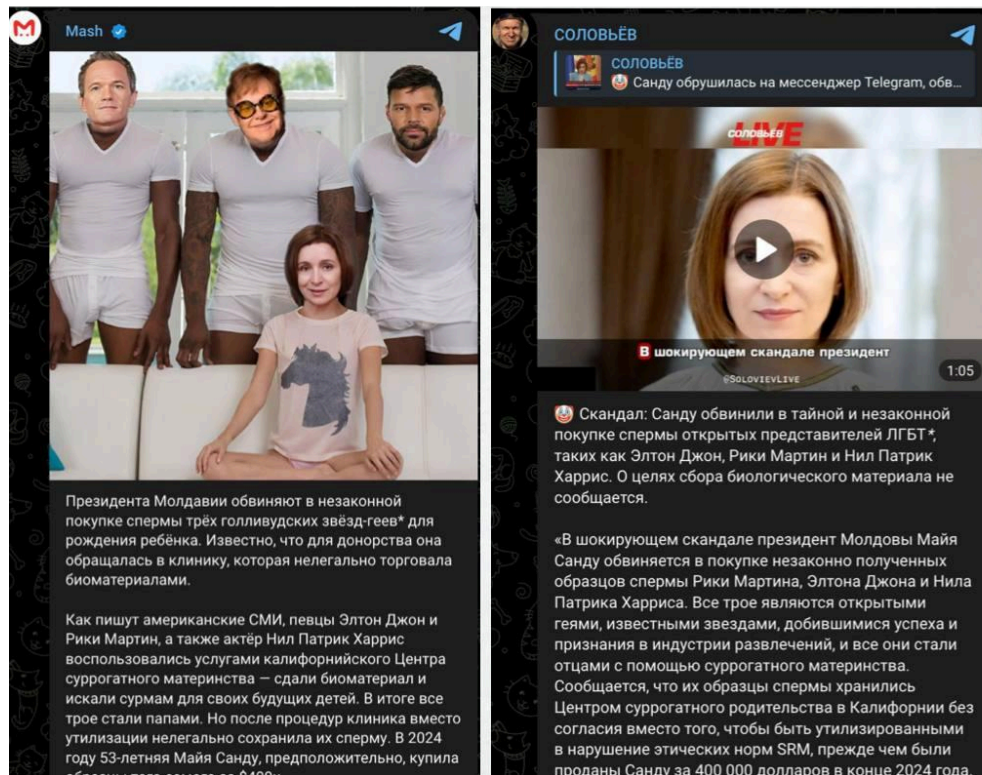 Mash
Президента Молдавии обвиняют в незаконной
покупке спермы трёх голливудских звёзд-геев* для
рождения ребёнка. Известно, что для донорства она
обращалась в клинику, которая нелегально торговала
биоматериалами.
Как пишут американские СМИ, певцы Элтон Джон и
Рики Мартин, а также актёр Нил Патрик Харрис
воспользовались услугами калифорнийского Центра
суррогатного материнства — сдали биоматериал и
искали сурмам для своих будущих детей. В итоге все
трое стали папами. Но после процедур клиника вместо
утилизации нелегально сохранила их сперму. В 2024
году 53-летняя Майя Санду, предположительно, купила
СОЛОВЬЁВ
СОЛОВЬЁВ
Санду обрушилась на мессенджер Telegram, обв...
СОЛОВЬЁВ LIVE
В шокирующем скандале президент
@SOLOVIEVLIVE
1:05
Скандал: Санду обвинили в тайной и незаконной
покупке спермы открытых представителей ЛГБТ*,
таких как Элтон Джон, Рики Мартин и Нил Патрик
Харрис. О целях сбора биологического материала не
сообщается.
«В шокирующем скандале президент Молдовы Майя
Санду обвиняется в покупке незаконно полученных
образцов спермы Рики Мартина, Элтона Джона и Нила
Патрика Харриса. Все трое являются открытыми
геями, известными звездами, добившимися успеха и
признания в индустрии развлечений, и все они стали
отцами с помощью суррогатного материнства.
Сообщается, что их образцы спермы хранились
Центром суррогатного родительства в Калифорнии без
согласия вместо того, чтобы быть утилизированными
в нарушение этических норм SRM, прежде чем были
проданы Санду за 400 000 долларов в конце 2024 года.